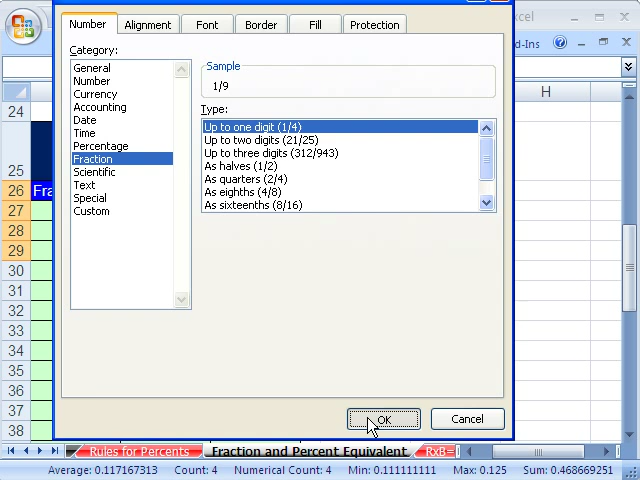 Number Alignment Font Border Fill Protection
xcel
d-Ins
Category:
General
Number
Currency
Accounting
Date
Time
Percentage
Fraction
Scientific
Text
Special
Custom
Sample
1/9
Type:
Up to one digit (1/4)
Up to two digits (21/25)
Up to three digits (312/943)
As halves (1/2)
As quarters (2/4)
As eighths (4/8)
As sixteenths (8/16)
OK Cancel
H
24
25
26 Fra
27
28
29
30
31
32
33
34
35
36
37
38
Rules for Percents Fraction and Percent Equivalent RxB=
Average: 0.117167313 Count: 4 Numerical Count: 4 Min: 0.111111111 Max: 0.125 Sum: 0.468669251